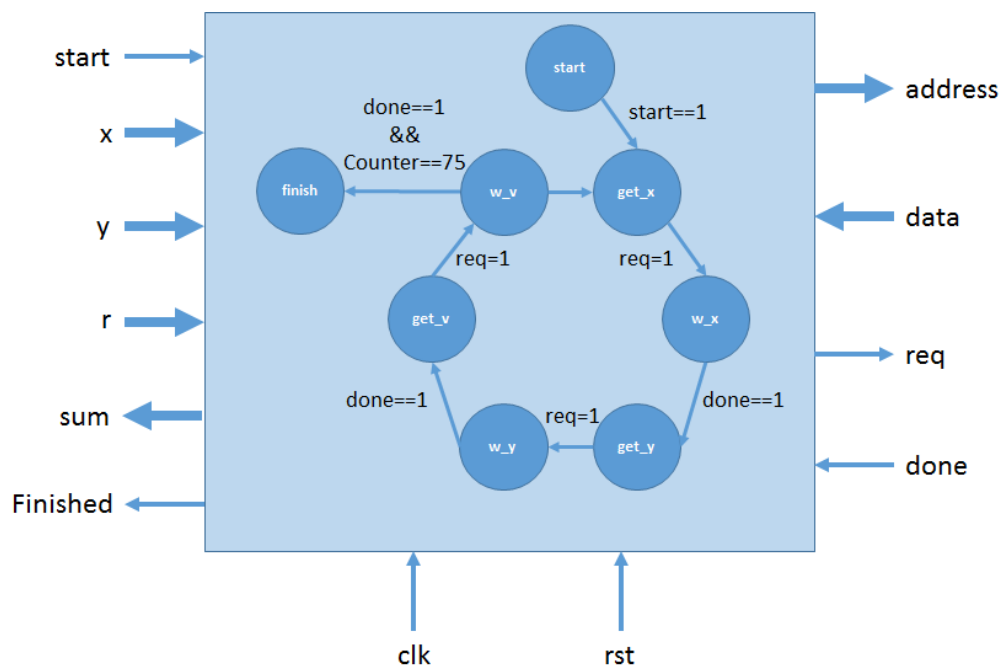 start
x
y
r
sum
Finished
start
start==1
done==1
&&
Counter==75
finish
w_v
get_x
req=1
req=1
get_v
w_x
done==1
req=1
done==1
w_y
get_y
address
data
req
done
clk
rst